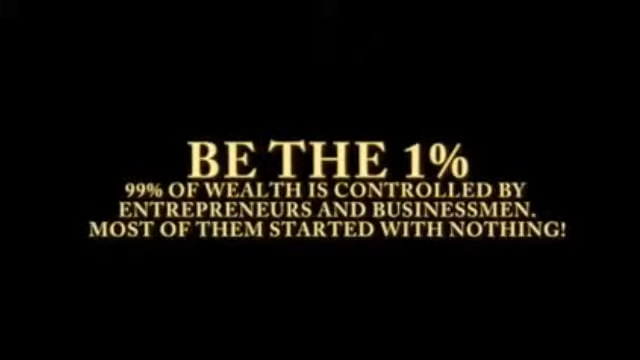 BE THE 1%
99% OF WEALTH IS CONTROLLED BY
ENTREPRENEURS AND BUSINESSMEN.
MOST OF THEM STARTED WITH NOTHING!